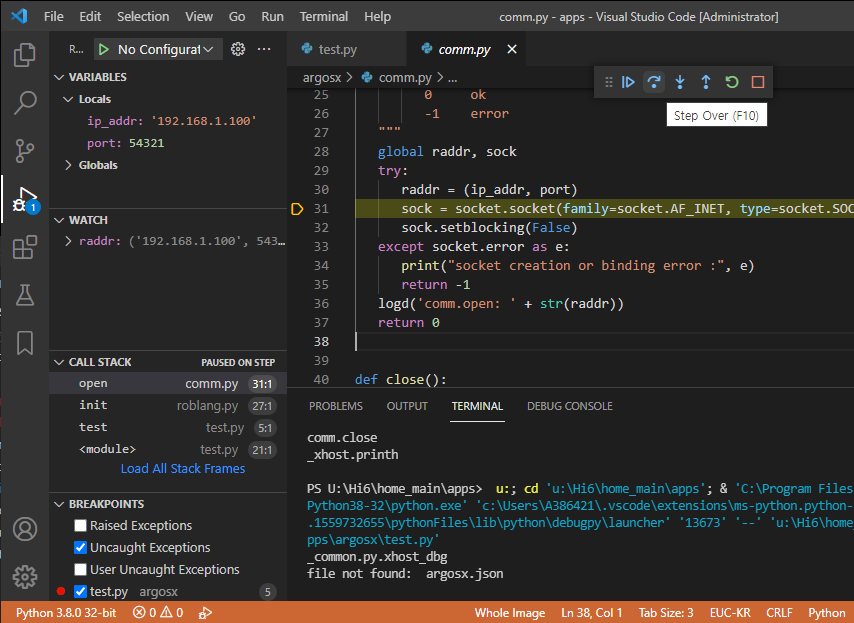 File Edit Selection View Go Run Terminal Help
comm.py - apps - Visual Studio Code [Administrator]
R... No Configurat
VARIABLES
Locals
ip_addr: '192.168.1.100'
port: 54321
Globals
WATCH
raddr: ('192.168.1.100', 543...
CALL STACK PAUSED ON STEP
open comm.py 31:1
init roblang.py 27:1
test test.py 5:1
<module> test.py 21:1
Load All Stack Frames
BREAKPOINTS
Raised Exceptions
Uncaught Exceptions
User Uncaught Exceptions
test.py argosx 5
1
test.py comm.py
argosx > comm.py > ...
Step Over (F10)
25 0 ok
26 -1 error
27 """
28 global raddr, sock
29 try:
30 raddr = (ip_addr, port)
31 sock = socket.socket(family=socket.AF_INET, type=socket.SOC
32 sock.setblocking(False)
33 except socket.error as e:
34 print("socket creation or binding error :", e)
35 return -1
36 logd('comm.open: ' + str(raddr))
37 return 0
38
39
40 def close():
PROBLEMS OUTPUT TERMINAL DEBUG CONSOLE
comm.close
_xhost.printh
PS U:\Hi6\home_main\apps> u:; cd 'u:\Hi6\home_main\apps'; & 'C:\Program Files
Python38-32\python.exe' 'c:\Users\A386421\.vscode\extensions\ms-python.python-
.1559732655\pythonFiles\lib\python\debugpy\launcher' '13673' '--' 'u:\Hi6\home
pps\argosx\test.py'
_common.py.xhost_dbg
file not found: argosx.json
Python 3.8.0 32-bit 0 0 Whole Image Ln 38, Col 1 Tab Size: 3 EUC-KR CRLF Python